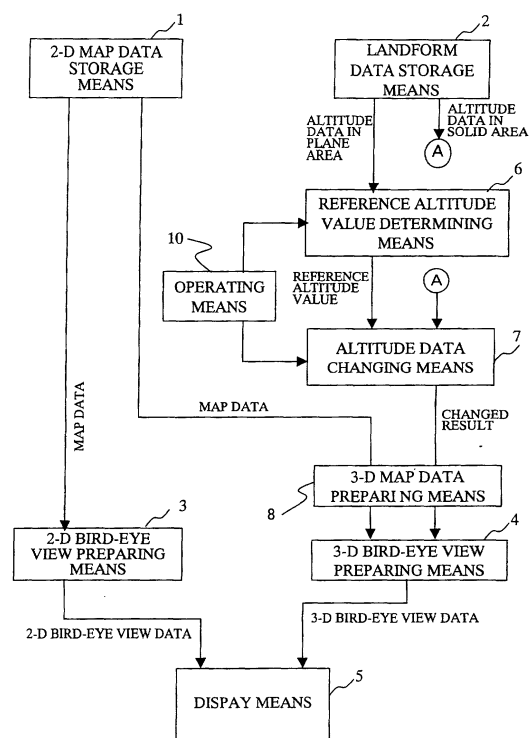 1
2-D MAP DATA
STORAGE
MEANS
2
LANDFORM
DATA STORAGE
MEANS
ALTITUDE
DATA IN
PLANE
AREA
ALTITUDE
DATA IN
SOLID AREA
A
6
REFERENCE ALTITUDE
VALUE DETERMINING
MEANS
10
OPERATING
MEANS
REFERENCE
ALTITUDE
VALUE
A
7
ALTITUDE DATA
CHANGING MEANS
MAP DATA
MAP DATA
CHANGED
RESULT
3-D MAP DATA
PREPARING MEANS
8
3
2-D BIRD-EYE
VIEW PREPARING
MEANS
4
3-D BIRD-EYE VIEW
PREPARING MEANS
2-D BIRD-EYE VIEW DATA
3-D BIRD-EYE VIEW DATA
5
DISPAY MEANS